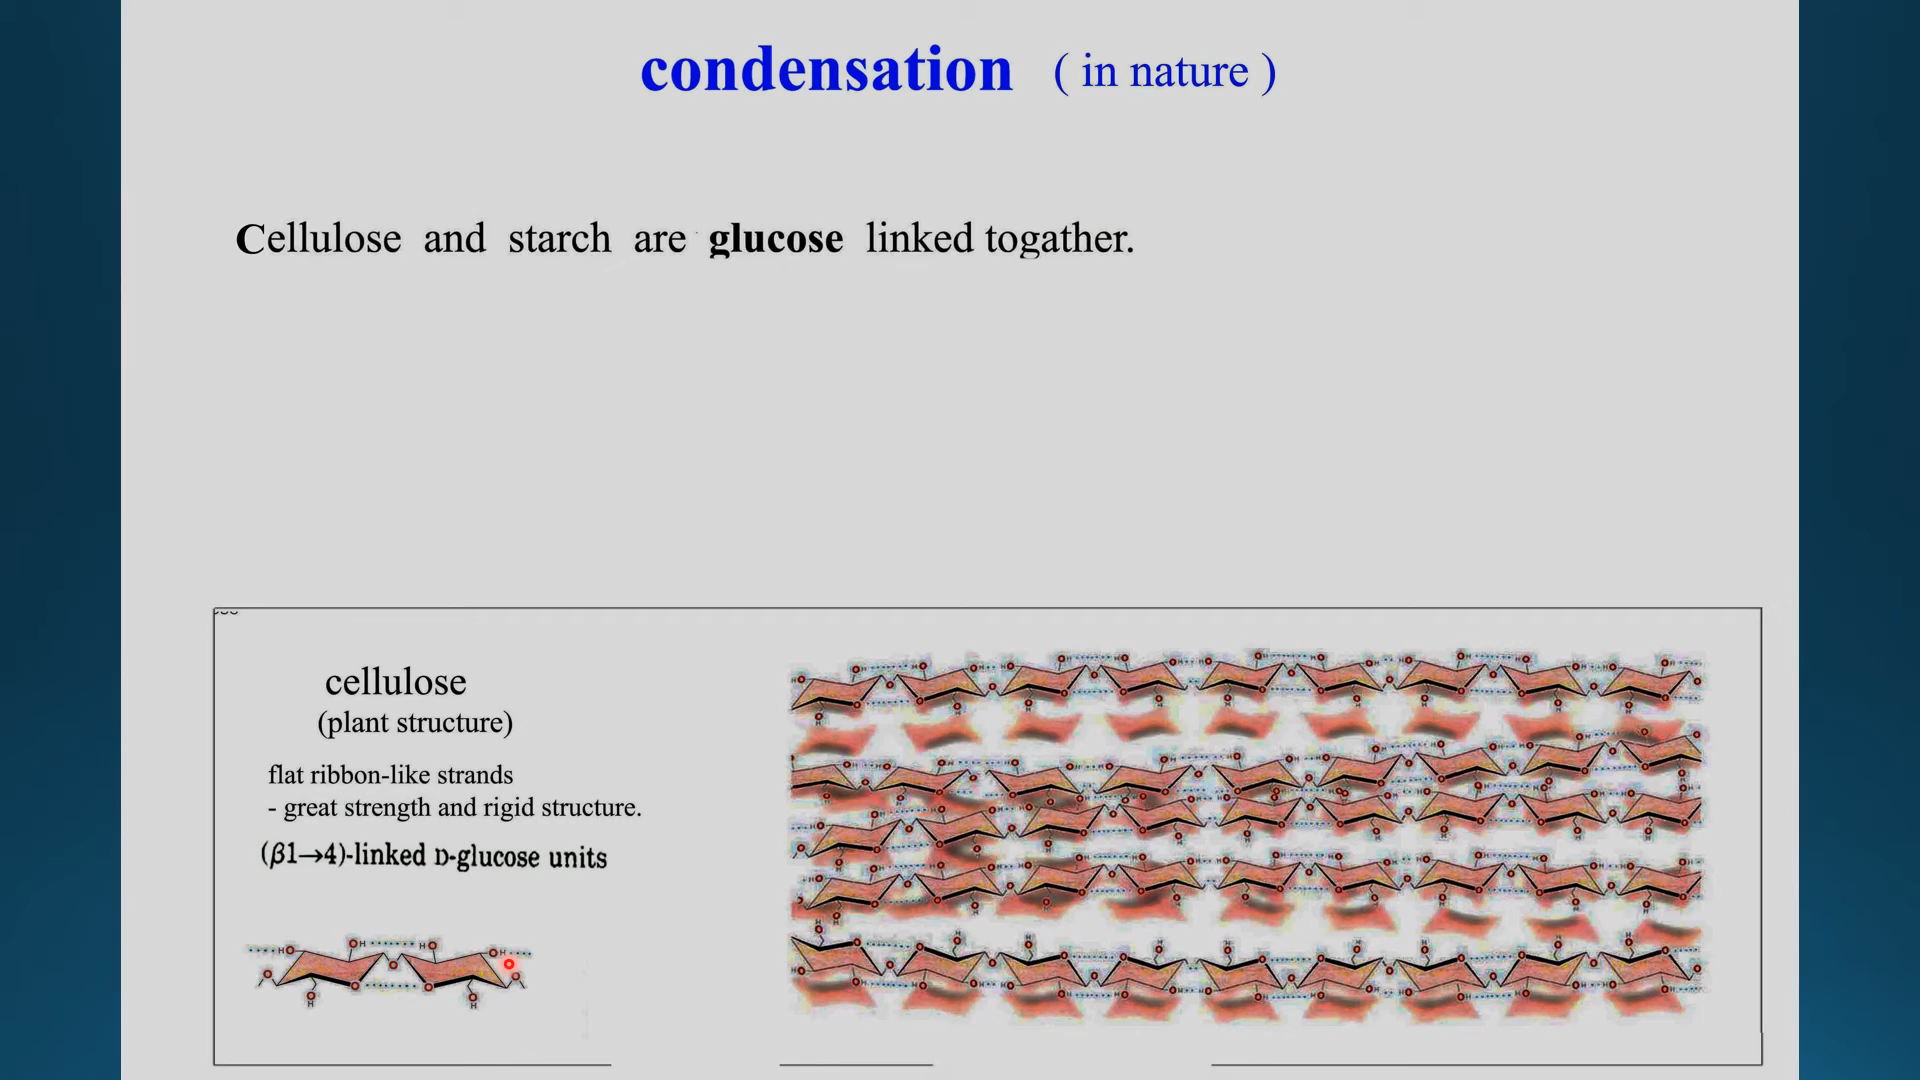 condensation ( in nature )
Cellulose and starch are glucose linked togather.
cellulose
(plant structure)
flat ribbon-like strands
- great strength and rigid structure.
(β1→4)-linked D-glucose units